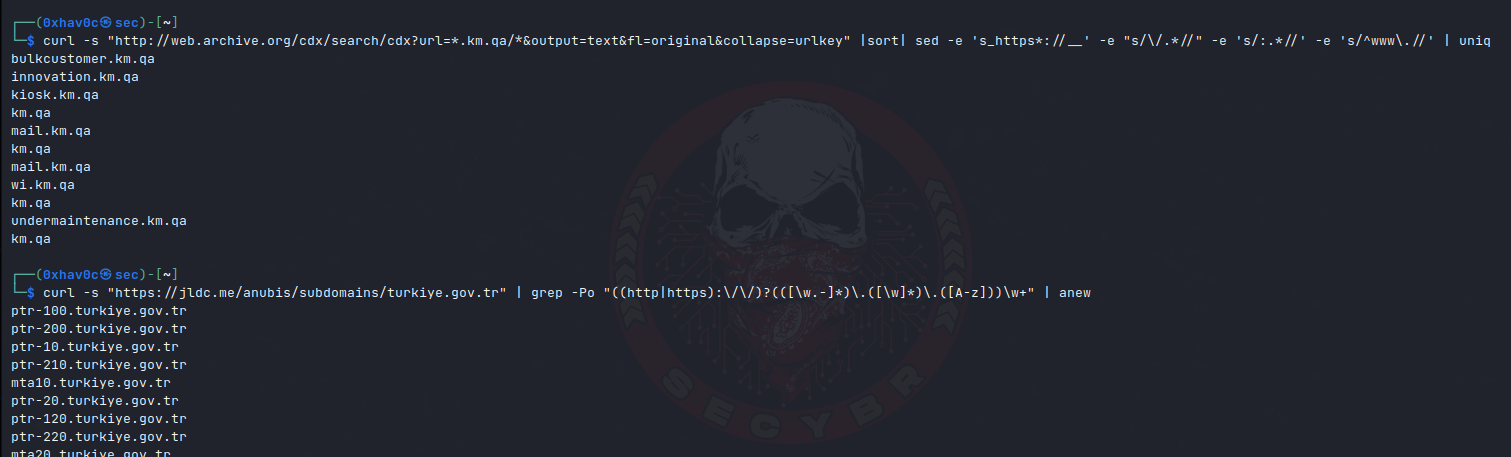 ┌──(0xhav0c㉿sec)-[~]
└─$ curl -s "http://web.archive.org/cdx/search/cdx?url=*.km.qa/*&output=text&fl=original&collapse=urlkey" |sort| sed -e 's_https*://__' -e "s/\/.*//" -e 's/:.*//' -e 's/^www\.//' | uniq
bulkcustomer.km.qa
innovation.km.qa
kiosk.km.qa
km.qa
mail.km.qa
km.qa
mail.km.qa
wi.km.qa
km.qa
undermaintenance.km.qa
km.qa
┌──(0xhav0c㉿sec)-[~]
└─$ curl -s "https://jldc.me/anubis/subdomains/turkiye.gov.tr" | grep -Po "((http|https):\/\/)?(([\w.-]*)\.([\w]*)\.([A-z]))\w+" | anew
ptr-100.turkiye.gov.tr
ptr-200.turkiye.gov.tr
ptr-10.turkiye.gov.tr
ptr-210.turkiye.gov.tr
mta10.turkiye.gov.tr
ptr-20.turkiye.gov.tr
ptr-120.turkiye.gov.tr
ptr-220.turkiye.gov.tr
mta20.turkiye.gov.tr
SECYBR